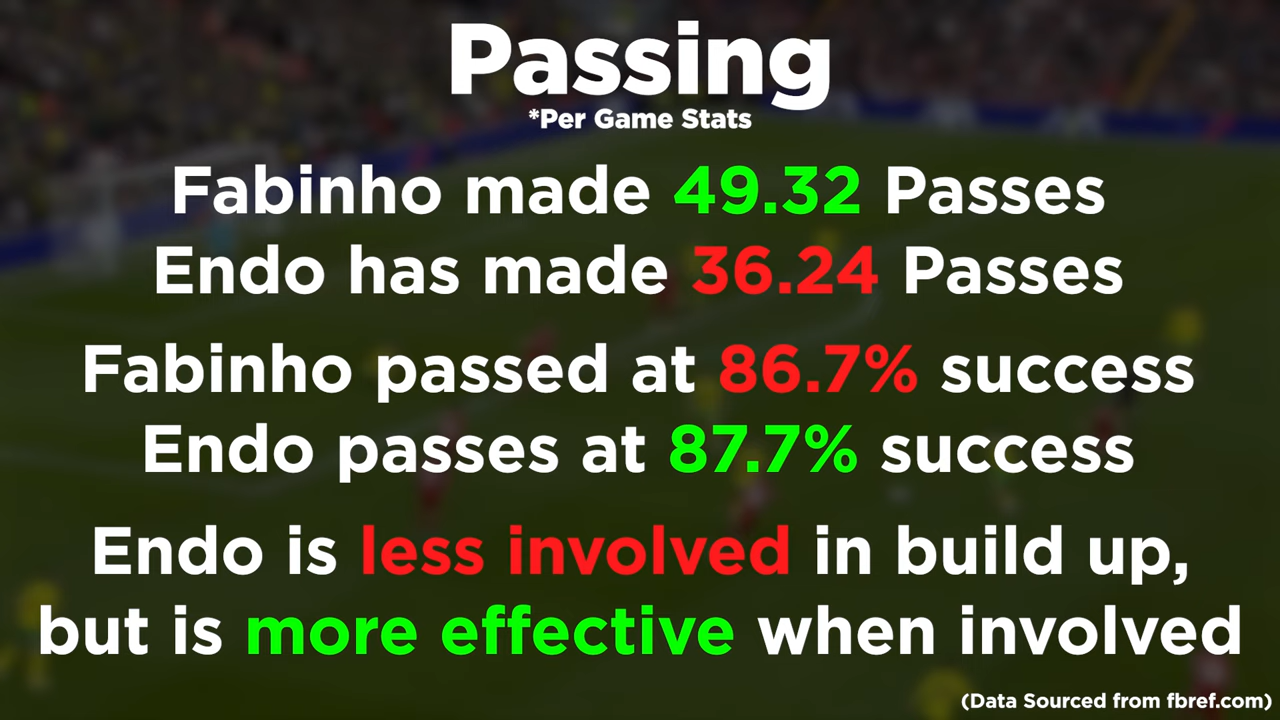 Passing
*Per Game Stats
Fabinho made 49.32 Passes
Endo has made 36.24 Passes
Fabinho passed at 86.7% success
Endo passes at 87.7% success
Endo is less involved in build up,
but is more effective when involved
(Data Sourced from fbref.com)